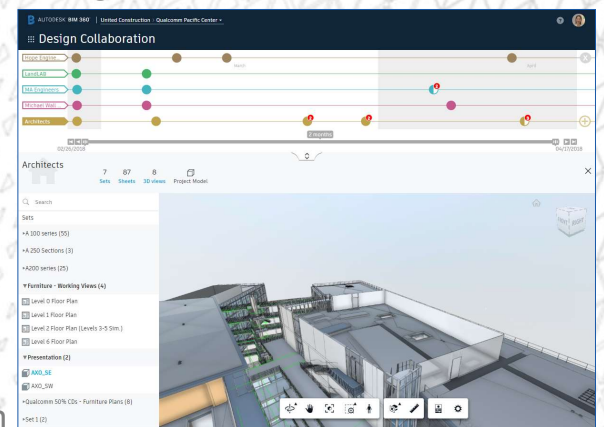 AUTODESK BIM 360° United Construction - Qualcomm Pacific Center
Design Collaboration
Hope Engine...
March
April
LandLAB
MA Engineers
Michael Wall
Architects
2 months
02/26/2018
04/17/2018
Architects
7 87 8
Sets Sheets 3D views Project Model
Search
Sets
A 100 series (55)
A 250 Sections (3)
A200 series (25)
Furniture - Working Views (4)
Level 0 Floor Plan
Level 1 Floor Plan
Level 2 Floor Plan (Levels 3-5 Sim.)
Level 6 Floor Plan
Presentation (2)
AXO_SE
AXO_SW
Qualcomm 50% CDs - Furniture Plans (8)
Set 1 (2)
FRONT RIGHT